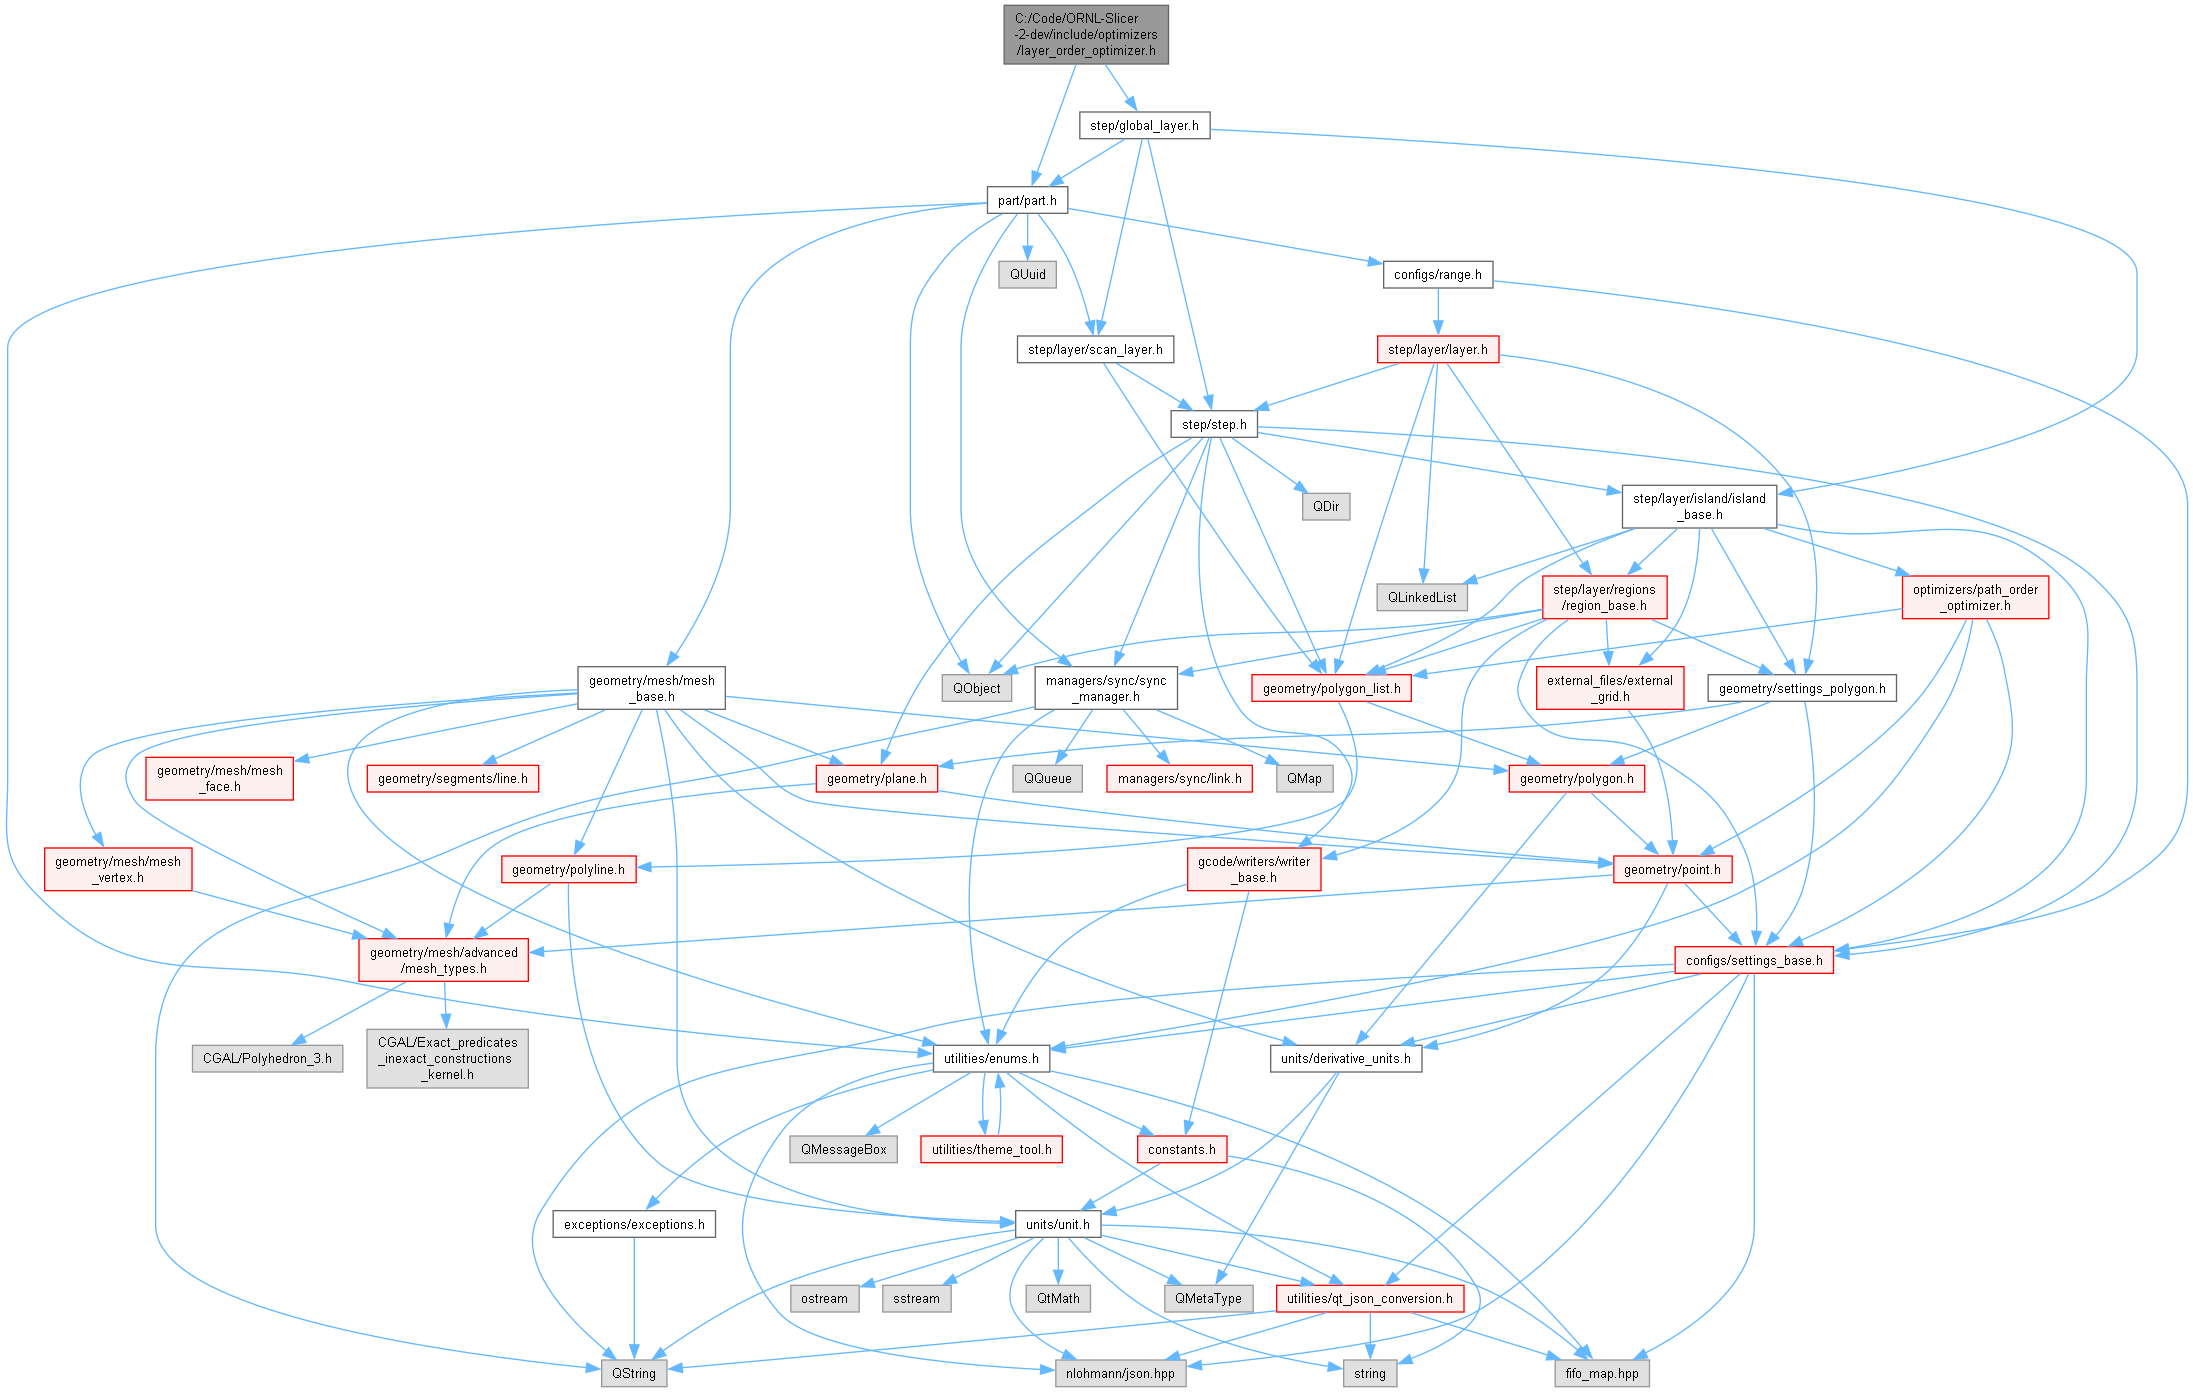 C:/Code/ORNL-Slicer
-2-dev/include/optimizers
/layer_order_optimizer.h
step/global_layer.h
part/part.h
QUuid
configs/range.h
step/layer/scan_layer.h
step/layer/layer.h
step/step.h
QDir
step/layer/island/island
_base.h
QLinkedList
step/layer/regions
/region_base.h
optimizers/path_order
_optimizer.h
geometry/mesh/mesh
_base.h
QObject
managers/sync/sync
_manager.h
geometry/polygon_list.h
external_files/external
_grid.h
geometry/settings_polygon.h
geometry/mesh/mesh
_face.h
geometry/segments/line.h
geometry/plane.h
QQueue
managers/sync/link.h
QMap
geometry/polygon.h
geometry/mesh/mesh
_vertex.h
geometry/polyline.h
gcode/writers/writer
_base.h
geometry/point.h
geometry/mesh/advanced
/mesh_types.h
configs/settings_base.h
CGAL/Polyhedron_3.h
CGAL/Exact_predicates
_inexact_constructions
_kernel.h
utilities/enums.h
units/derivative_units.h
QMessageBox
utilities/theme_tool.h
constants.h
exceptions/exceptions.h
units/unit.h
ostream
sstream
QtMath
QMetaType
utilities/qt_json_conversion.h
QString
nlohmann/json.hpp
string
fifo_map.hpp